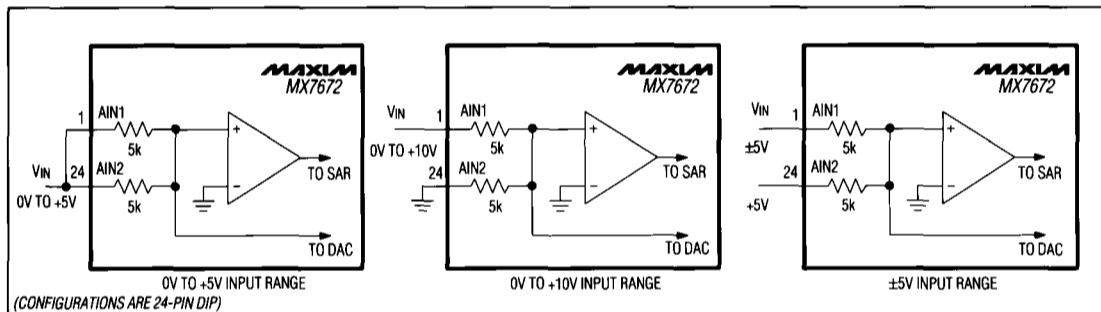 MAXIM
MX7672
1
AIN1
5k
+
VIN
24
AIN2
5k
-
TO SAR
0V TO +5V
TO DAC
0V TO +5V INPUT RANGE
MAXIM
MX7672
VIN
1
AIN1
5k
+
0V TO +10V
24
AIN2
5k
-
TO SAR
TO DAC
0V TO +10V INPUT RANGE
MAXIM
MX7672
VIN
1
AIN1
5k
+
±5V
24
AIN2
5k
-
TO SAR
+5V
TO DAC
±5V INPUT RANGE
(CONFIGURATIONS ARE 24-PIN DIP)